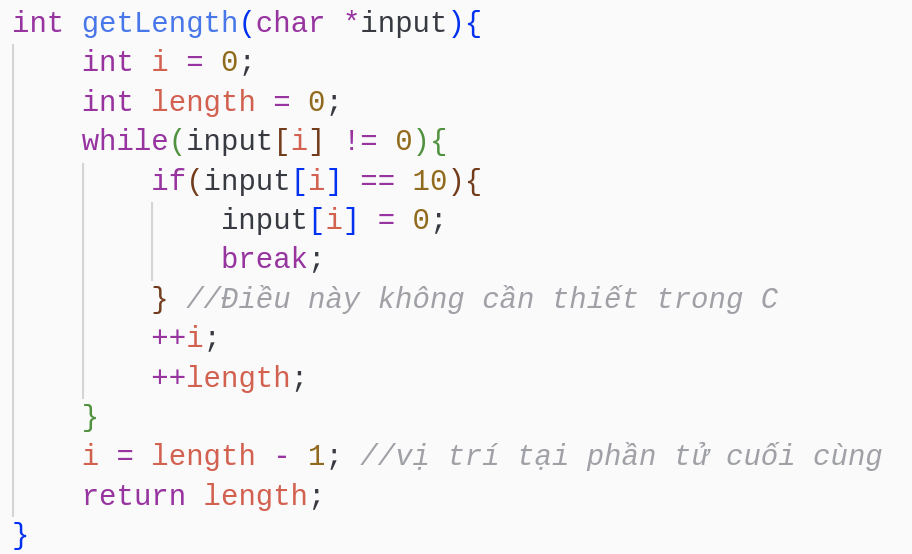 int getLength(char *input){
    int i = 0;
    int length = 0;
    while(input[i] != 0){
        if(input[i] == 10){
            input[i] = 0;
            break;
        } //Điều này không cần thiết trong C
        ++i;
        ++length;
    }
    i = length - 1; //vị trí tại phần tử cuối cùng
    return length;
}